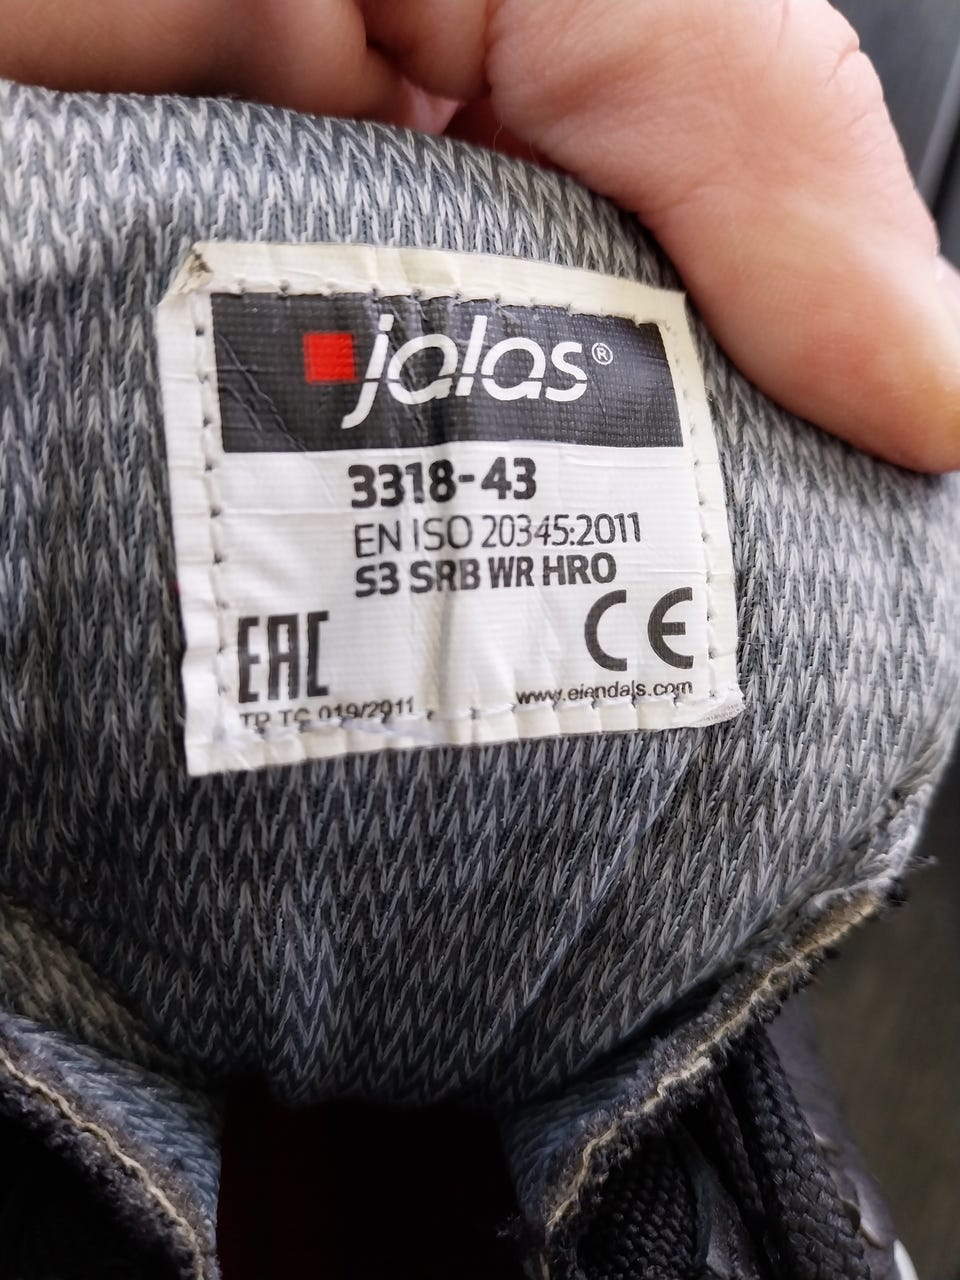 jalas®
3318-43
EN ISO 20345:2011
S3 SRB WR HRO
EAC
CE
TP TC 019/2011
www.ejendals.com